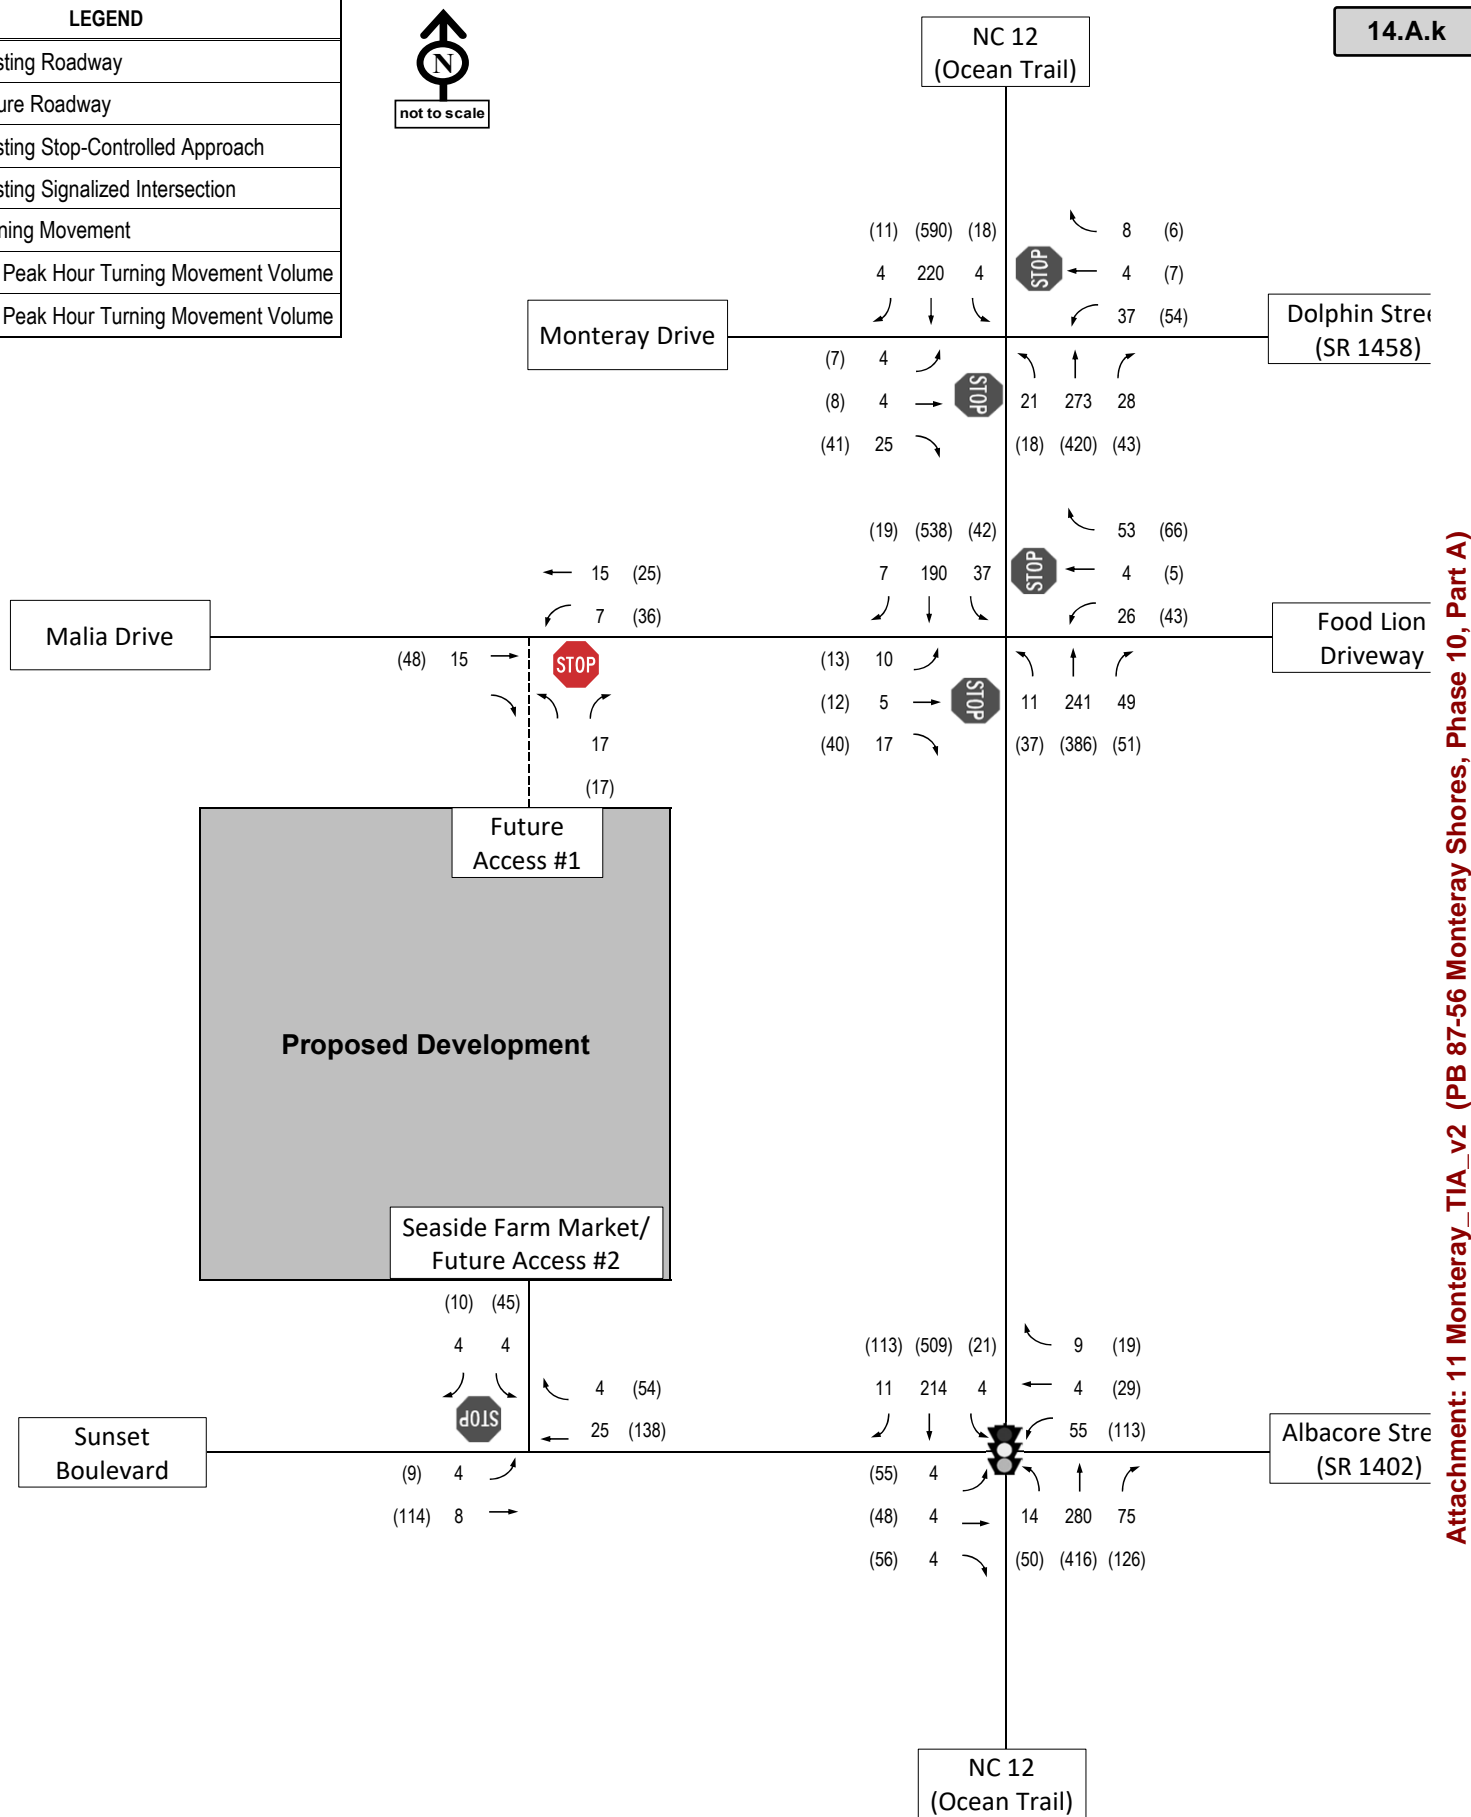 LEGEND
Roadway
Roadway
Stop-Controlled Approach
Signalized Intersection
Movement
Peak Hour Turning Movement Volume
Peak Hour Turning Movement Volume
N
not to scale
NC 12
(Ocean Trail)
14.A.k
(11) (590) (18)
4 220 4
STOP
8 (6)
4 (7)
37 (54)
Monteray Drive
Dolphin
(SR 1458)
(7) 4
(8) 4
(41) 25
STOP
21 273 28
(18) (420) (43)
(19) (538) (42)
7 190 37
STOP
53 (66)
4 (5)
26 (43)
15 (25)
7 (36)
Malia Drive
Food Lion
Driveway
(48) 15
STOP
17
(17)
(13) 10
(12) 5
(40) 17
STOP
11 241 49
(37) (386) (51)
Future
Access #1
Proposed Development
Seaside Farm Market/
Future Access #2
(10) (45)
4 4
STOP
4 (54)
25 (138)
Sunset
Boulevard
(9) 4
(114) 8
(113) (509) (21)
11 214 4
9 (19)
4 (29)
55 (113)
Albacore
(SR 1402)
(55) 4
(48) 4
(56) 4
14 280 75
(50) (416) (126)
NC 12
(Ocean Trail)
Attachment: 11 Monteray_TIA_v2 (PB 87-56 Monteray Shores, Phase 10, Part A)